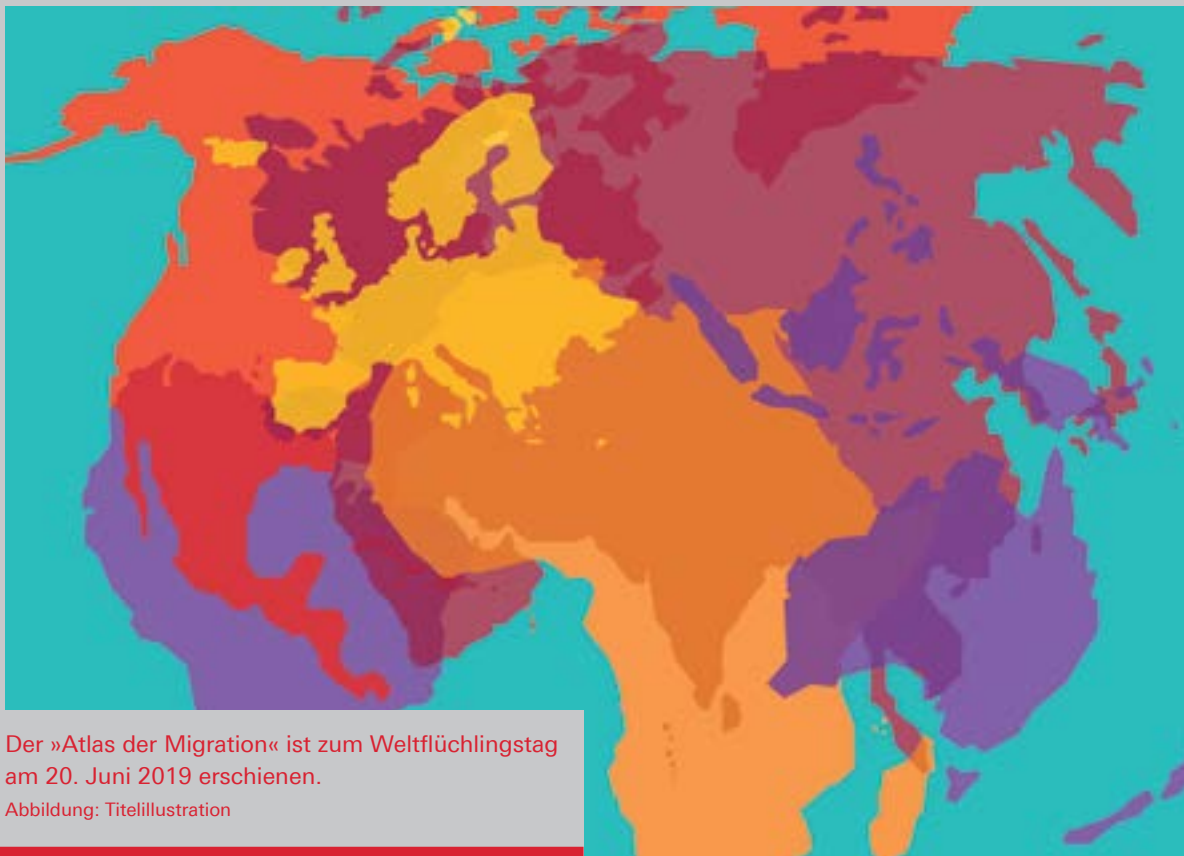 Der »Atlas der Migration« ist zum Weltflüchlingstag
am 20. Juni 2019 erschienen.
Abbildung: Titelillustration